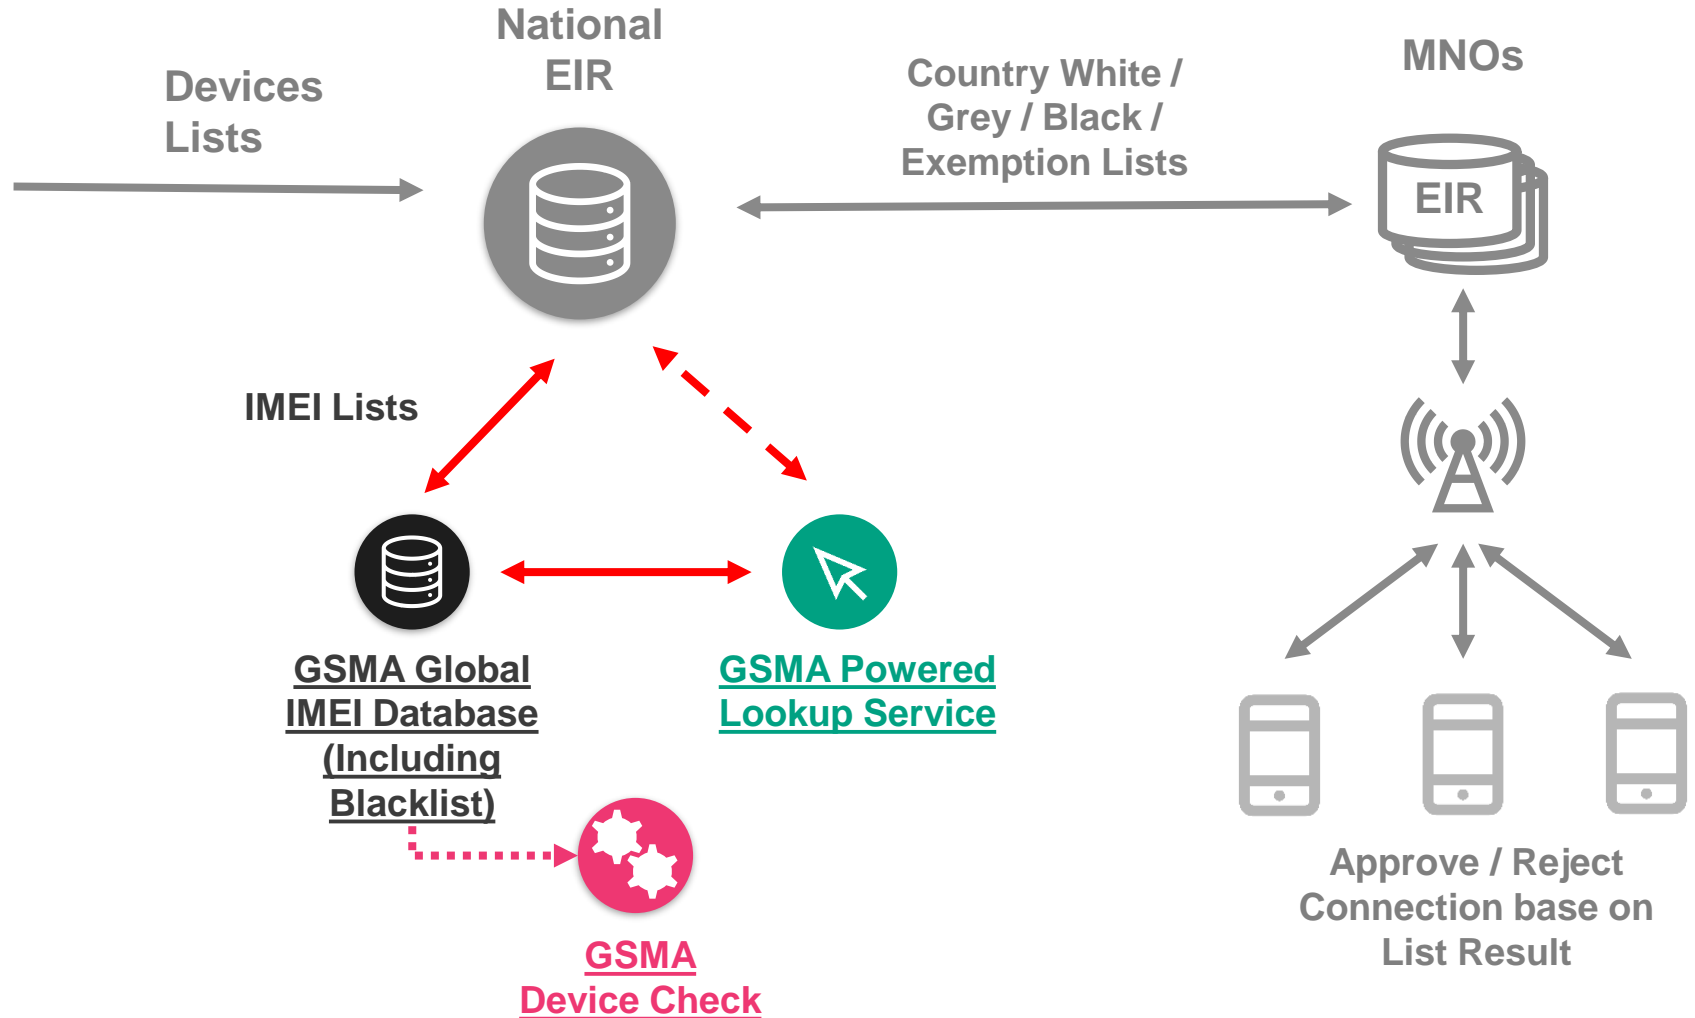 National
EIR
Devices
Lists
Country White /
Grey / Black /
Exemption Lists
MNOs
EIR
IMEI Lists
GSMA Global
IMEI Database
(Including
Blacklist)
GSMA Powered
Lookup Service
GSMA
Device Check
Approve / Reject
Connection base on
List Result